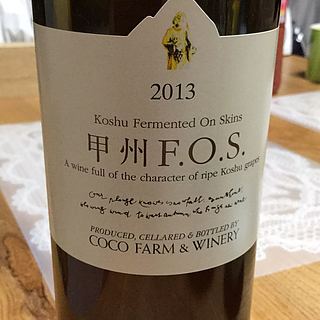 2013
Koshu Fermented On Skins
甲州 F.O.S.
A wine full of the character of ripe Koshu grapes
PRODUCED, CELLARED & BOTTLED BY
COCO FARM & WINERY